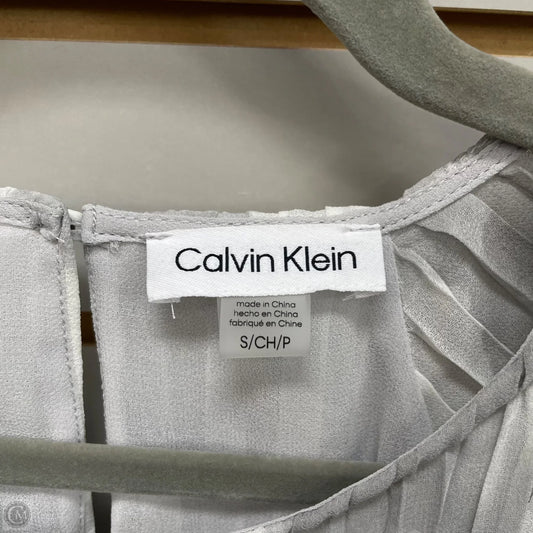 Calvin Klein
made in China
hecho en China
fabriqué en Chine
S/CH/P